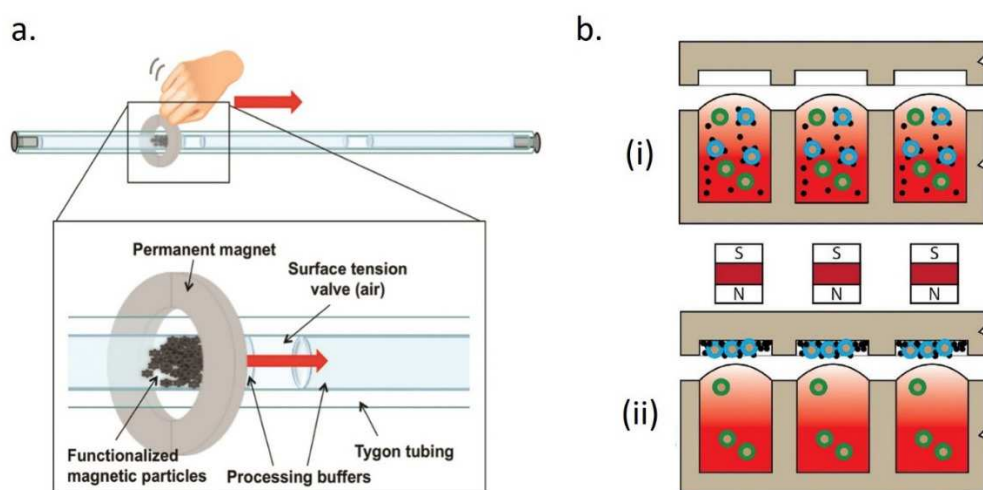 a.
Permanent magnet
Surface tension
valve (air)
Functionalized
magnetic particles
Processing buffers
Tygon tubing
b.
(i)
S S S
N N N
(ii)